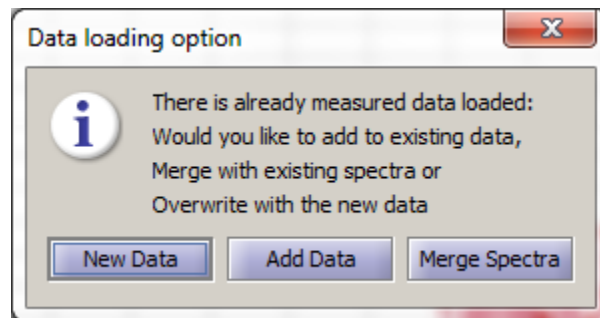 Data loading option
There is already measured data loaded:
Would you like to add to existing data,
Merge with existing spectra or
Overwrite with the new data
New Data Add Data Merge Spectra